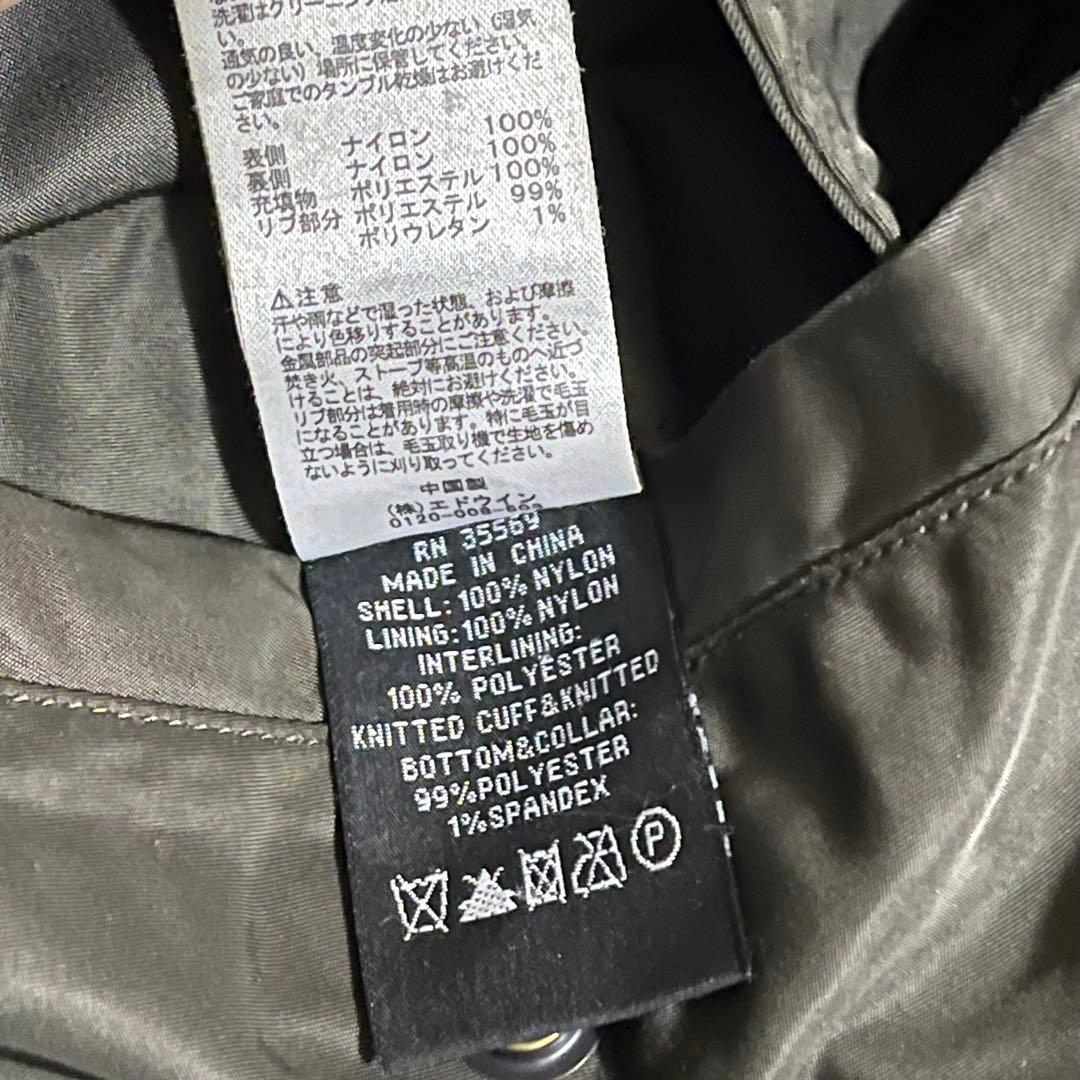 洗濯はクリーニング
い。
通気の良い、温度変化の少ない（湿気
の少ない）場所に保管してください。
ご家庭でのタンブル乾燥はお避けくだ
さい。
表側 ナイロン 100%
裏側 ナイロン 100%
充填物 ポリエステル 100%
リブ部分 ポリエステル 99%
ポリウレタン 1%
⚠注意
汗や雨などで湿った状態、および摩擦
により色移りすることがあります。
金属部品の突起部分にご注意ください。
焚き火、ストーブ等高温のものへ近づ
けることは、絶対にお避けください。
リブ部分は着用時の摩擦や洗濯で毛玉
になることがあります。特に毛玉が目
立つ場合は、毛玉取り機で生地を傷め
ないように刈り取ってください。
中国製
(株)エドウイン
RN 35569
MADE IN CHINA
SHELL:100% NYLON
LINING:100% NYLON
INTERLINING:
100% POLYESTER
KNITTED CUFF&KNITTED
BOTTOM&COLLAR:
99%POLYESTER
1%SPANDEX
P